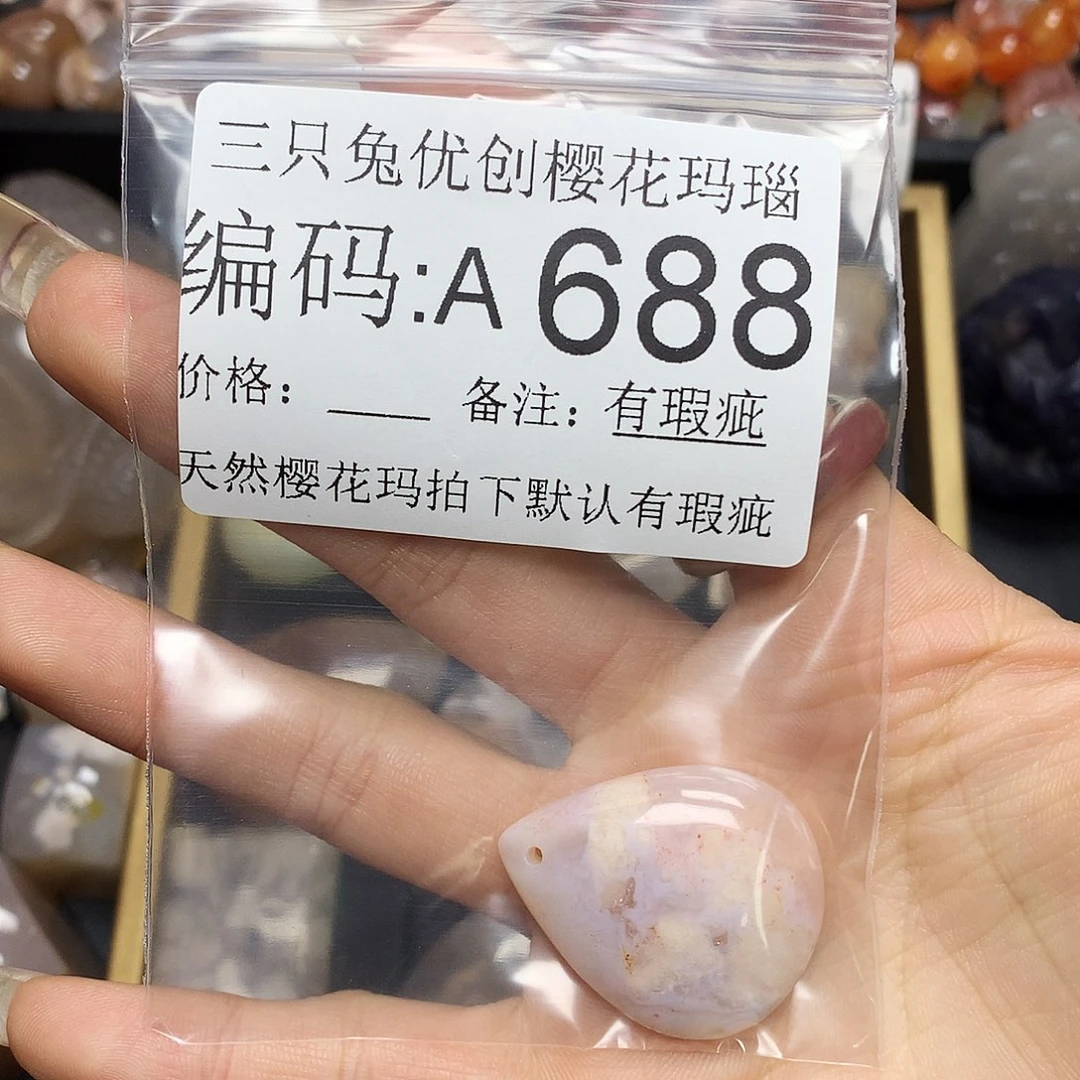 三只兔优创樱花玛瑙
编码:A 688
价格：___ 备注：有瑕疵
天然樱花玛拍下默认有瑕疵